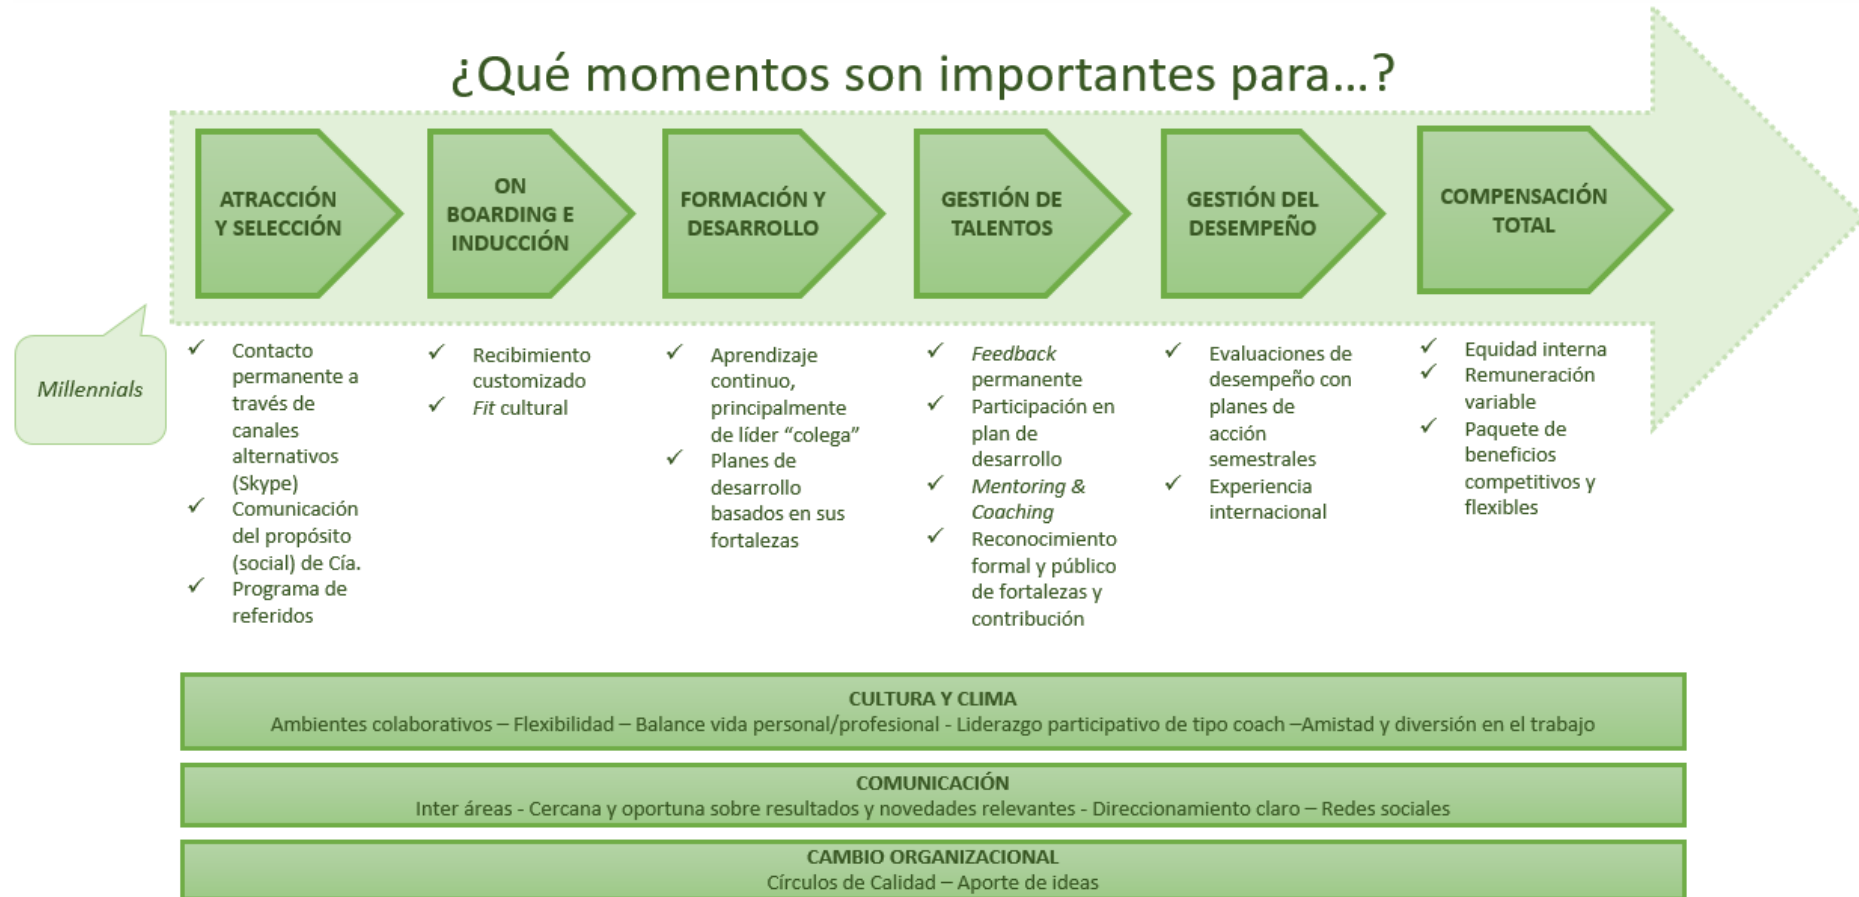 ¿Qué momentos son importantes para...?
ATRACCIÓN
Y SELECCIÓN
ON
BOARDING E
INDUCCIÓN
FORMACIÓN Y
DESARROLLO
GESTIÓN DE
TALENTOS
GESTIÓN DEL
DESEMPEÑO
COMPENSACIÓN
TOTAL
Millennials
✓ Contacto
permanente a
través de
canales
alternativos
(Skype)
✓ Comunicación
del propósito
(social) de Cía.
✓ Programa de
referidos
✓ Recibimiento
customizado
✓ Fit cultural
✓ Aprendizaje
continuo,
principalmente
de líder “colega”
✓ Planes de
desarrollo
basados en sus
fortalezas
✓ Feedback
permanente
✓ Participación en
plan de
desarrollo
✓ Mentoring &
Coaching
✓ Reconocimiento
formal y público
de fortalezas y
contribución
✓ Evaluaciones de
desempeño con
planes de
acción
semestrales
✓ Experiencia
internacional
✓ Equidad interna
✓ Remuneración
variable
✓ Paquete de
beneficios
competitivos y
flexibles
CULTURA Y CLIMA
Ambientes colaborativos – Flexibilidad – Balance vida personal/profesional - Liderazgo participativo de tipo coach –Amistad y diversión en el trabajo
COMUNICACIÓN
Inter áreas - Cercana y oportuna sobre resultados y novedades relevantes - Direccionamiento claro – Redes sociales
CAMBIO ORGANIZACIONAL
Círculos de Calidad – Aporte de ideas